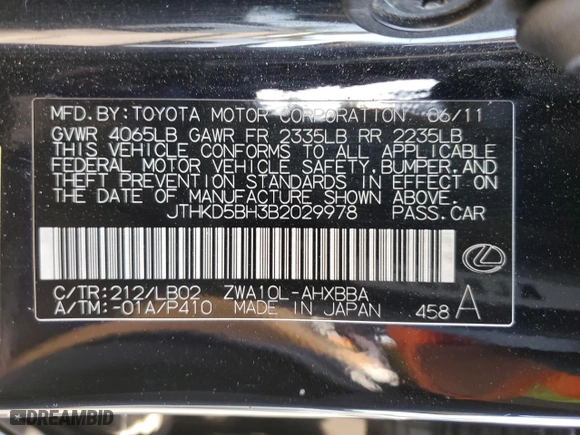 MFD.BY: TOYOTA MOTOR CORPORATION 06/11
GVWR 4065LB GAWR FR 2335LB RR 2235LB
THIS VEHICLE CONFORMS TO ALL APPLICABLE
FEDERAL MOTOR VEHICLE SAFETY, BUMPER, AND
THEFT PREVENTION STANDARDS IN EFFECT ON
THE DATE OF MANUFACTURE SHOWN ABOVE.
JTHKD5BH3B2029978 PASS.CAR
C/TR:212/LB02 ZWA10L-AHXBBA
A/TM:-01A/P410 MADE IN JAPAN 458 A
DREAMBID